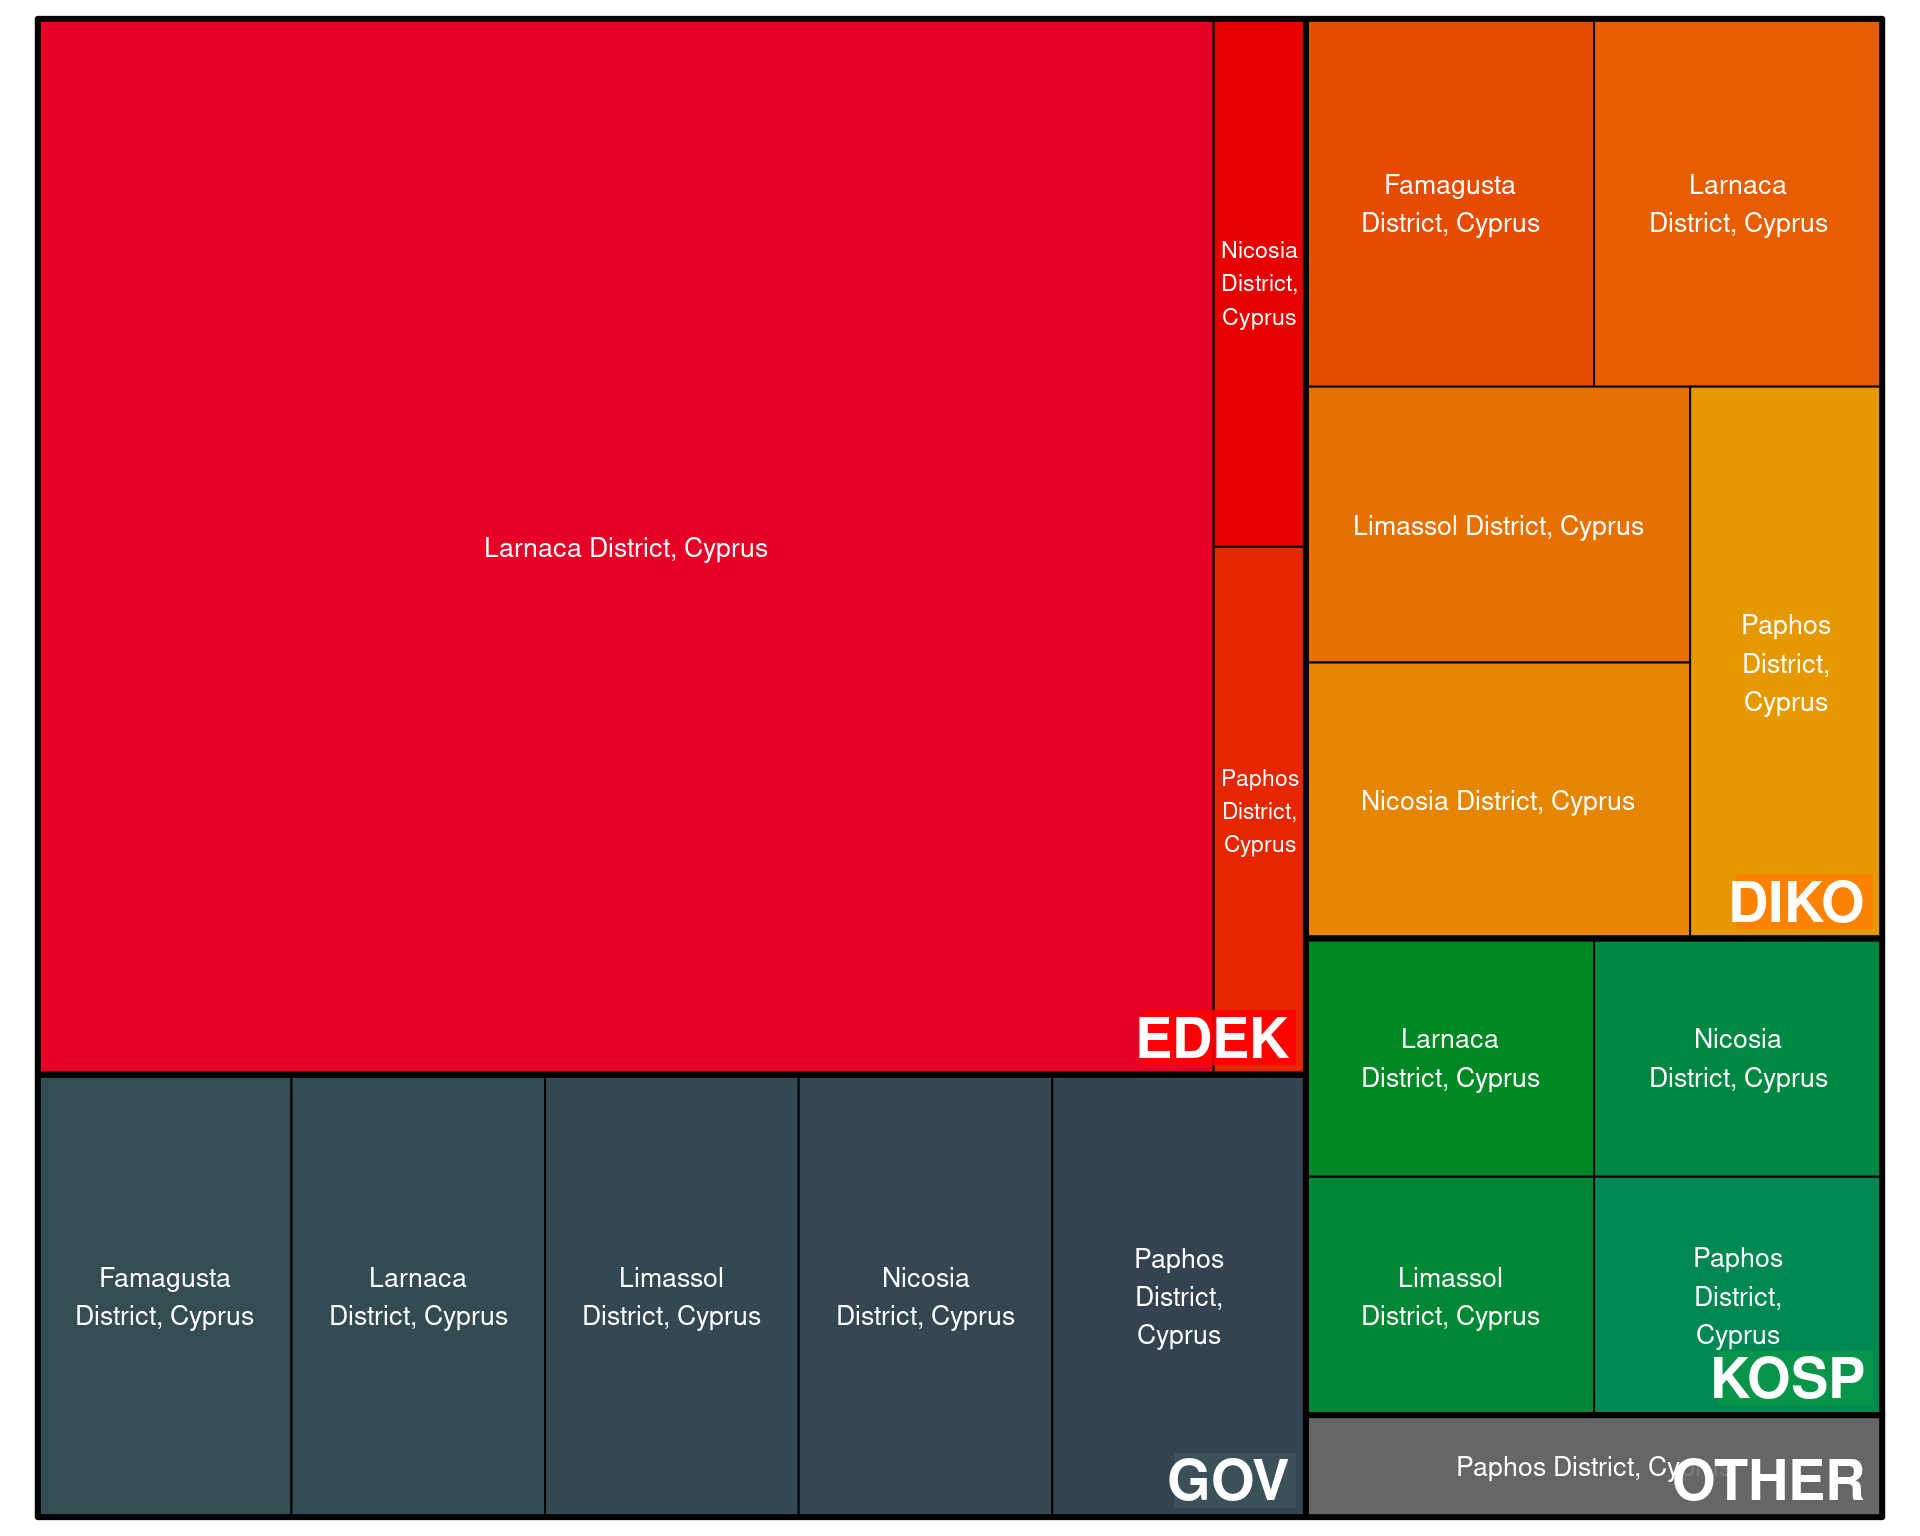 Larnaca District, Cyprus
Nicosia
District,
Cyprus
Paphos
District,
Cyprus
EDEK
Famagusta
District, Cyprus
Larnaca
District, Cyprus
Limassol District, Cyprus
Nicosia District, Cyprus
Paphos
District,
Cyprus
DIKO
Famagusta
District, Cyprus
Larnaca
District, Cyprus
Limassol
District, Cyprus
Nicosia
District, Cyprus
Paphos
District,
Cyprus
GOV
Larnaca
District, Cyprus
Nicosia
District, Cyprus
Limassol
District, Cyprus
Paphos
District,
Cyprus
KOSP
Paphos District, Cyprus
OTHER